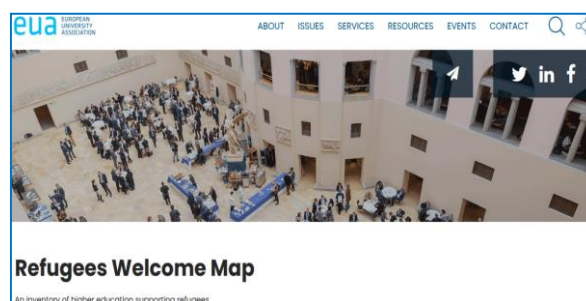 eua EUROPEAN UNIVERSITY ASSOCIATION
ABOUT ISSUES SERVICES RESOURCES EVENTS CONTACT
Refugees Welcome Map
An inventory of higher education supporting refugees